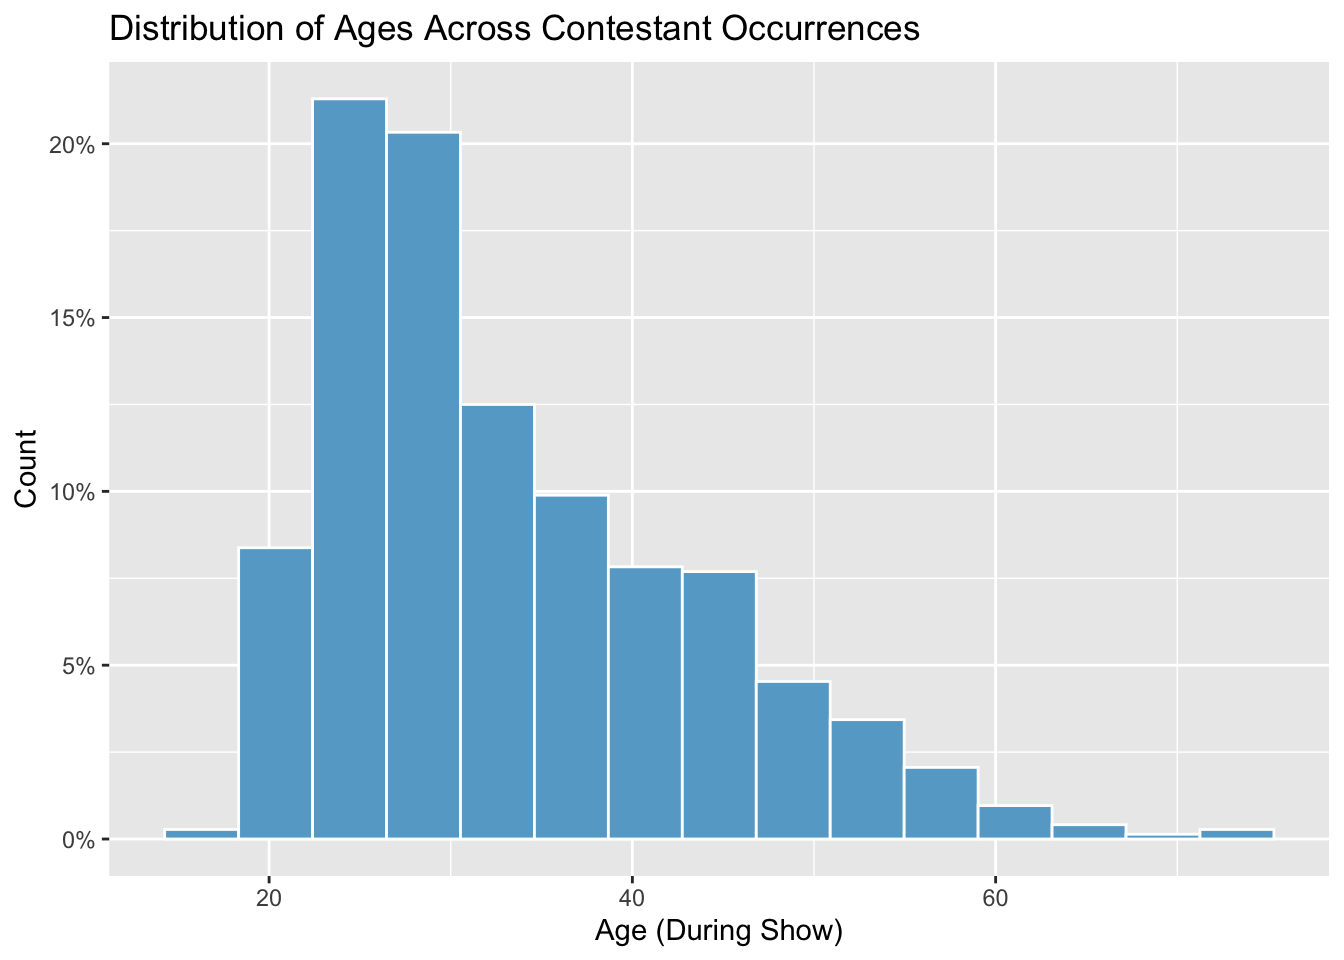 Distribution of Ages Across Contestant Occurrences
20%
15%
10%
5%
0%
Count
20
40
60
Age (During Show)